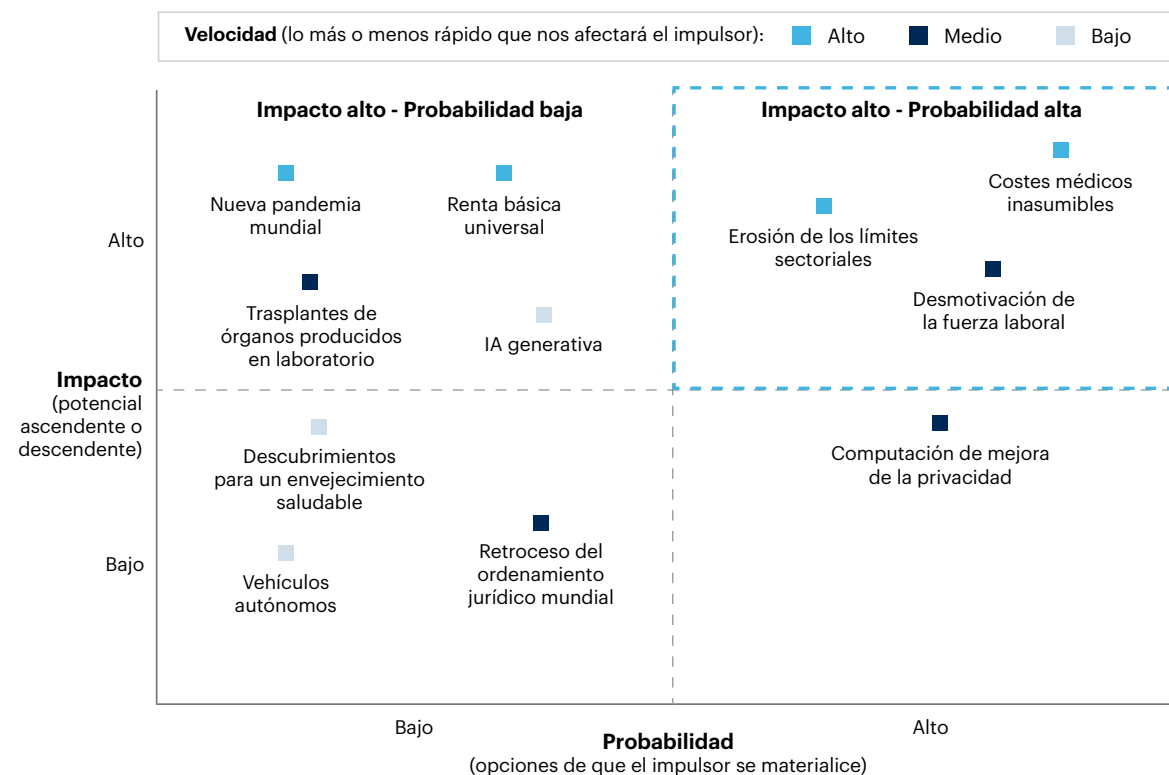 Velocidad (lo más o menos rápido que nos afectará el impulsor): Alto Medio Bajo
Impacto alto - Probabilidad baja
Impacto alto - Probabilidad alta
Nueva pandemia
mundial
Renta básica
universal
Costes médicos
inasumibles
Erosión de los límites
sectoriales
Alto
Trasplantes de
órganos producidos
en laboratorio
IA generativa
Desmotivación de
la fuerza laboral
Impacto
(potencial
ascendente o
descendente)
Descubrimientos
para un envejecimiento
saludable
Computación de mejora
de la privacidad
Bajo
Vehículos
autónomos
Retroceso del
ordenamiento
jurídico mundial
Bajo
Alto
Probabilidad
(opciones de que el impulsor se materialice)